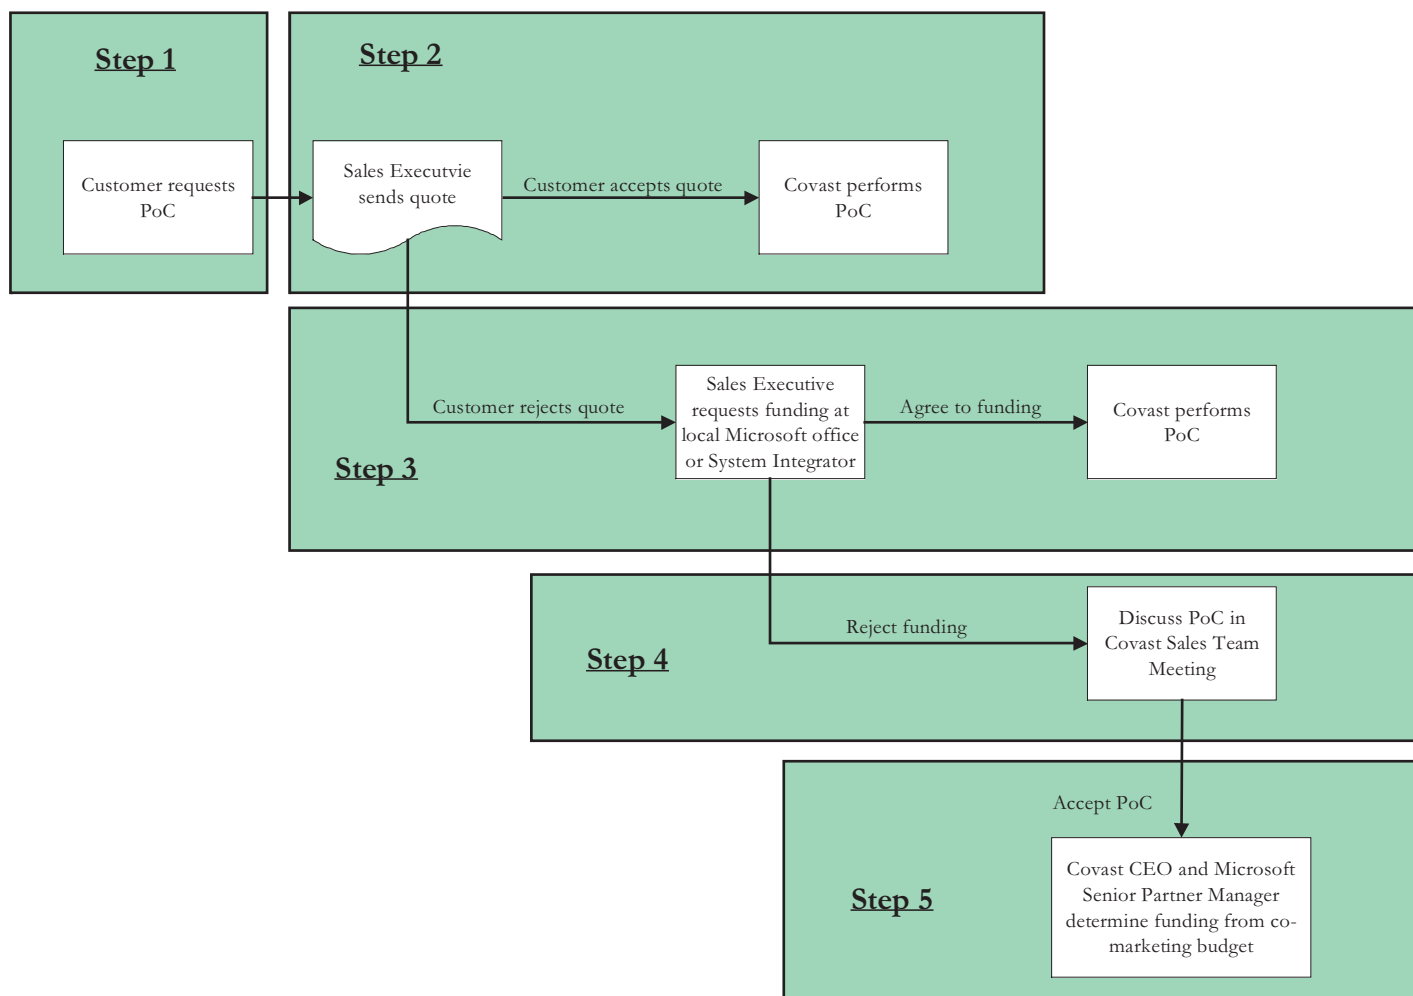 Step 1
Customer requests
PoC
Step 2
Sales Executvie
sends quote
Customer accepts quote
Covast performs
PoC
Step 3
Customer rejects quote
Sales Executive
requests funding at
local Microsoft office
or System Integrator
Agree to funding
Covast performs
PoC
Step 4
Reject funding
Discuss PoC in
Covast Sales Team
Meeting
Step 5
Accept PoC
Covast CEO and Microsoft
Senior Partner Manager
determine funding from co-
marketing budget